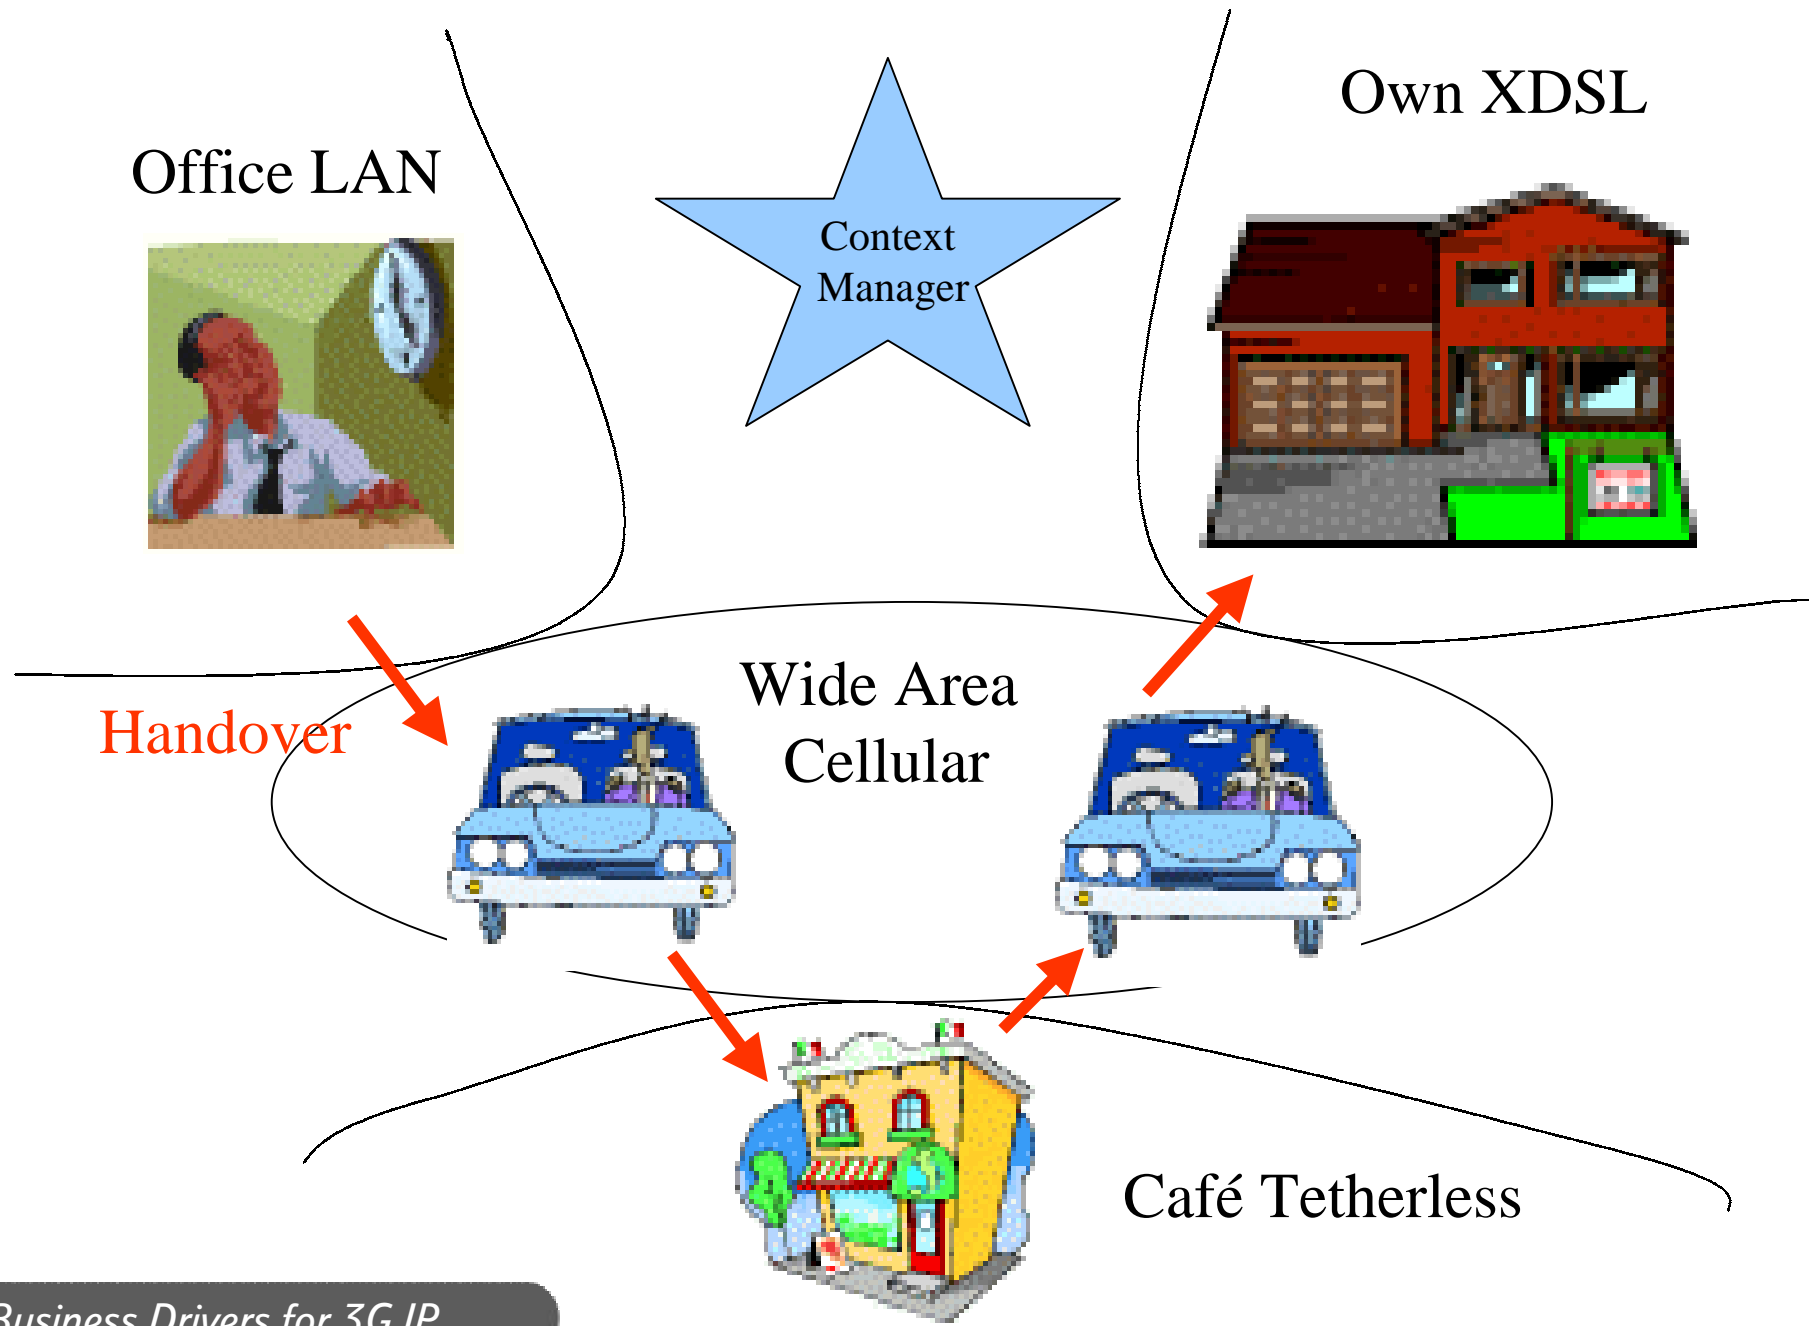 Own XDSL
Office LAN
Context
Manager
Wide Area
Cellular
Handover
Café Tetherless
Business Drivers for 3G IP